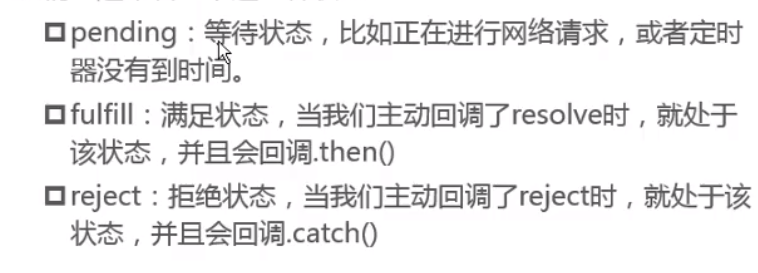 pending：等待状态，比如正在进行网络请求，或者定时
器没有到时间。
fulfill：满足状态，当我们主动回调了resolve时，就处于
该状态，并且会回调.then()
reject：拒绝状态，当我们主动回调了reject时，就处于该
状态，并且会回调.catch()